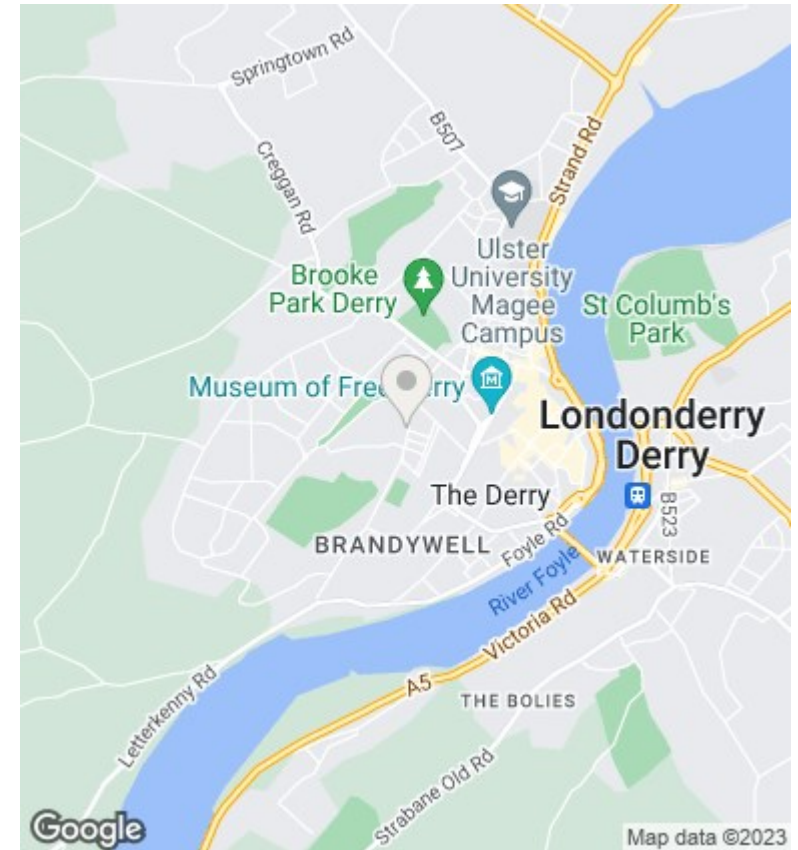 Springtown Rd
B507
Strand Rd
Creggan Rd
Ulster
University
Magee
Campus
Brooke
Park Derry
St Columb's
Park
Museum of Free Derry
Londonderry
Derry
The Derry
B523
BRANDYWELL
Foyle Rd
WATERSIDE
River Foyle
Victoria Rd
A5
THE BOLIES
Letterkenny Rd
Strabane Old Rd
Google
Map data ©2023